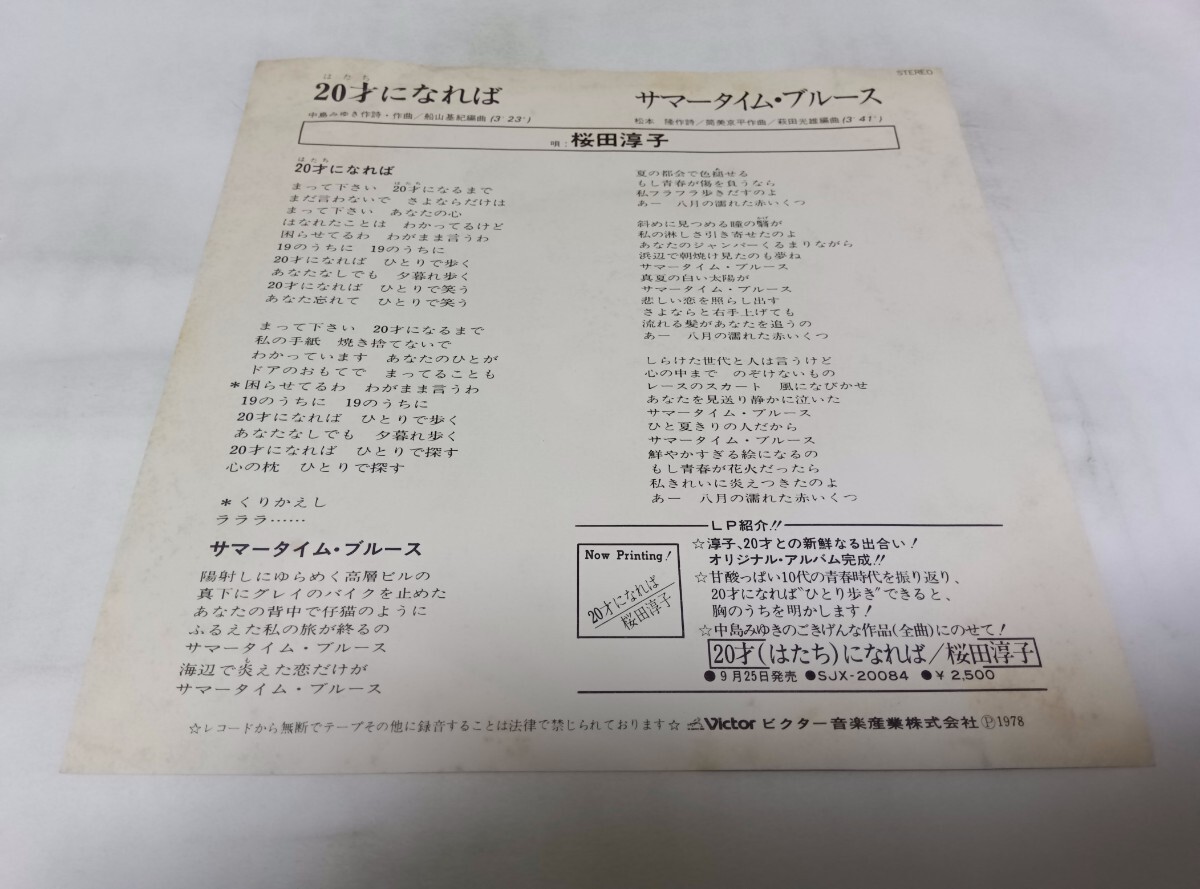 STEREO
はたち
20才になれば
中島みゆき作詩・作曲／船山基紀編曲(3′23″)
サマータイム・ブルース
松本 隆作詩／筒美京平作曲／萩田光雄編曲(3′41″)
唄：桜田淳子
はたち
20才になれば
まって下さい 20才になるまで
まだ言わないで さよならだけは
まって下さい あなたの心
はなれたことは わかってるけど
困らせてるわ わがまま言うわ
19のうちに 19のうちに
20才になれば ひとりで歩く
あなたなしでも 夕暮れ歩く
20才になれば ひとりで笑う
あなた忘れて ひとりで笑う
まって下さい 20才になるまで
私の手紙 焼き捨てないで
わかっています あなたのひとが
ドアのおもてで まってることも
＊困らせてるわ わがまま言うわ
19のうちに 19のうちに
20才になれば ひとりで歩く
あなたなしでも 夕暮れ歩く
20才になれば ひとりで探す
心の枕 ひとりで探す
＊くりかえし
ラララ……
サマータイム・ブルース
陽射しにゆらめく高層ビルの
真下にグレイのバイクを止めた
あなたの背中で仔猫のように
ふるえた私の旅が終るの
サマータイム・ブルース
海辺で炎えた恋だけが
サマータイム・ブルース
夏の都会で色褪せる
もし青春が傷を負うなら
私フラフラ歩きだすのよ
あー 八月の濡れた赤いくつ
斜めに見つめる瞳の翳が
私の淋しさ引き寄せたのよ
あなたのジャンパーくるまりながら
浜辺で朝焼け見たのも夢ね
サマータイム・ブルース
真夏の白い太陽が
サマータイム・ブルース
悲しい恋を照らし出す
さよならと右手上げても
流れる髪があなたを追うの
あー 八月の濡れた赤いくつ
しらけた世代と人は言うけど
心の中まで のぞけないもの
レースのスカート 風になびかせ
あなたを見送り静かに泣いた
サマータイム・ブルース
ひと夏きりの人だから
サマータイム・ブルース
鮮やかすぎる絵になるの
もし青春が花火だったら
私きれいに炎えつきたのよ
あー 八月の濡れた赤いくつ
LP紹介!!
Now Printing!
20才になれば
桜田淳子
☆淳子、20才との新鮮なる出合い！
オリジナル・アルバム完成!!
☆甘酸っぱい10代の青春時代を振り返り、
20才になれば“ひとり歩き”できると、
胸のうちを明かします！
☆中島みゆきのごきげんな作品(全曲)にのせて！
20才(はたち)になれば／桜田淳子
●9月25日発売 ●SJX-20084 ●￥2,500
☆レコードから無断でテープその他に録音することは法律で禁じられております☆ Victor ビクター音楽産業株式会社 Ⓟ1978